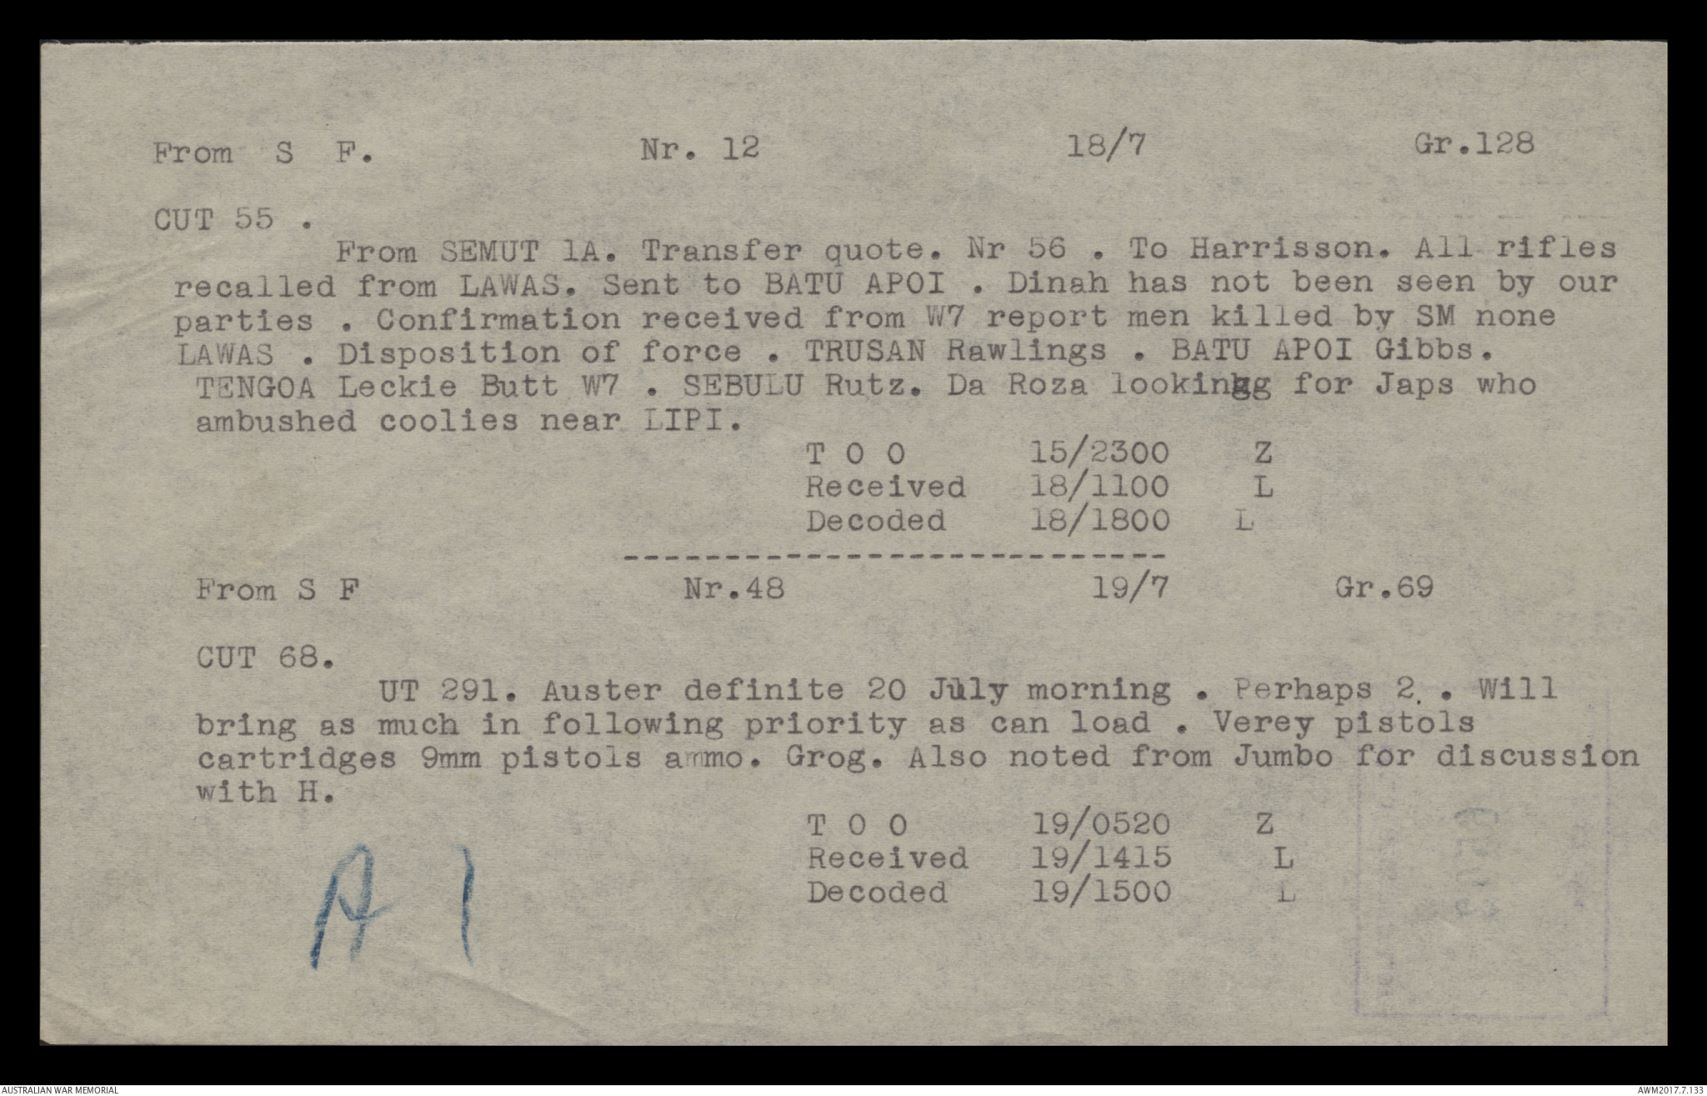 From S F. Nr. 12 18/7 Gr.128
CUT 55 .
From SEMUT 1A. Transfer quote. Nr 56 . To Harrisson. All rifles
recalled from LAWAS. Sent to BATU APOI . Dinah has not been seen by our
parties . Confirmation received from W7 report men killed by SM none
LAWAS . Disposition of force . TRUSAN Rawlings . BATU APOI Gibbs.
TENGOA Leckie Butt W7 . SEBULU Rutz. Da Roza looking for Japs who
ambushed coolies near LIPI.
T O O 15/2300 Z
Received 18/1100 L
Decoded 18/1800 L
---------------------------
From S F Nr.48 19/7 Gr.69
CUT 68.
UT 291. Auster definite 20 July morning . Perhaps 2 . Will
bring as much in following priority as can load . Verey pistols
cartridges 9mm pistols ammo. Grog. Also noted from Jumbo for discussion
with H.
T O O 19/0520 Z
Received 19/1415 L
Decoded 19/1500 L
A 1
AUSTRALIAN WAR MEMORIAL AWM2017.7.133